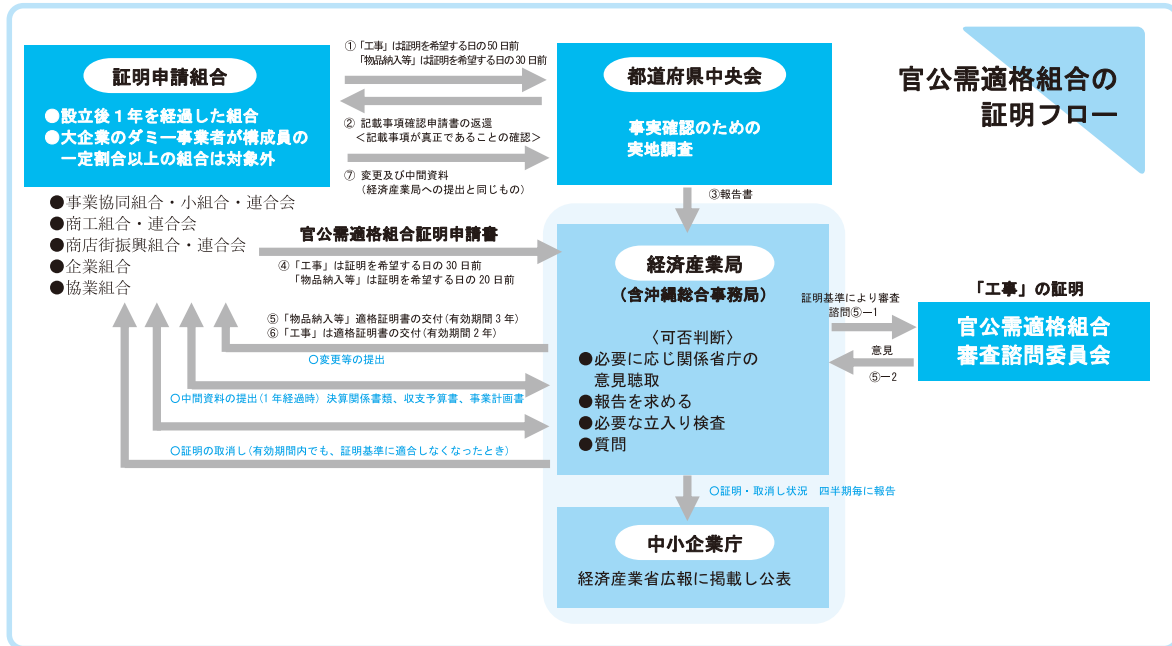 官公需適格組合の
証明フロー
証明申請組合
●設立後1年を経過した組合
●大企業のダミー事業者が構成員の
一定割合以上の組合は対象外
●事業協同組合・小組合・連合会
●商工組合・連合会
●商店街振興組合・連合会
●企業組合
●協業組合
①「工事」は証明を希望する日の50日前
「物品納入等」は証明を希望する日の30日前
② 記載事項確認申請書の返還
＜記載事項が真正であることの確認＞
⑦ 変更及び中間資料
(経済産業局への提出と同じもの)
都道府県中央会
事実確認のための
実地調査
③報告書
官公需適格組合証明申請書
④「工事」は証明を希望する日の30日前
「物品納入等」は証明を希望する日の20日前
経済産業局
(含沖縄総合事務局)
〈可否判断〉
●必要に応じ関係省庁の
意見聴取
●報告を求める
●必要な立入り検査
●質問
証明基準により審査
諮問⑤ー1
意見
⑤ー2
「工事」の証明
官公需適格組合
審査諮問委員会
⑤「物品納入等」適格証明書の交付(有効期間3年)
⑥「工事」は適格証明書の交付(有効期間2年)
○変更等の提出
○中間資料の提出(1年経過時) 決算関係書類、収支予算書、事業計画書
○証明の取消し(有効期間内でも、証明基準に適合しなくなったとき)
○証明・取消し状況　四半期毎に報告
中小企業庁
経済産業省広報に掲載し公表